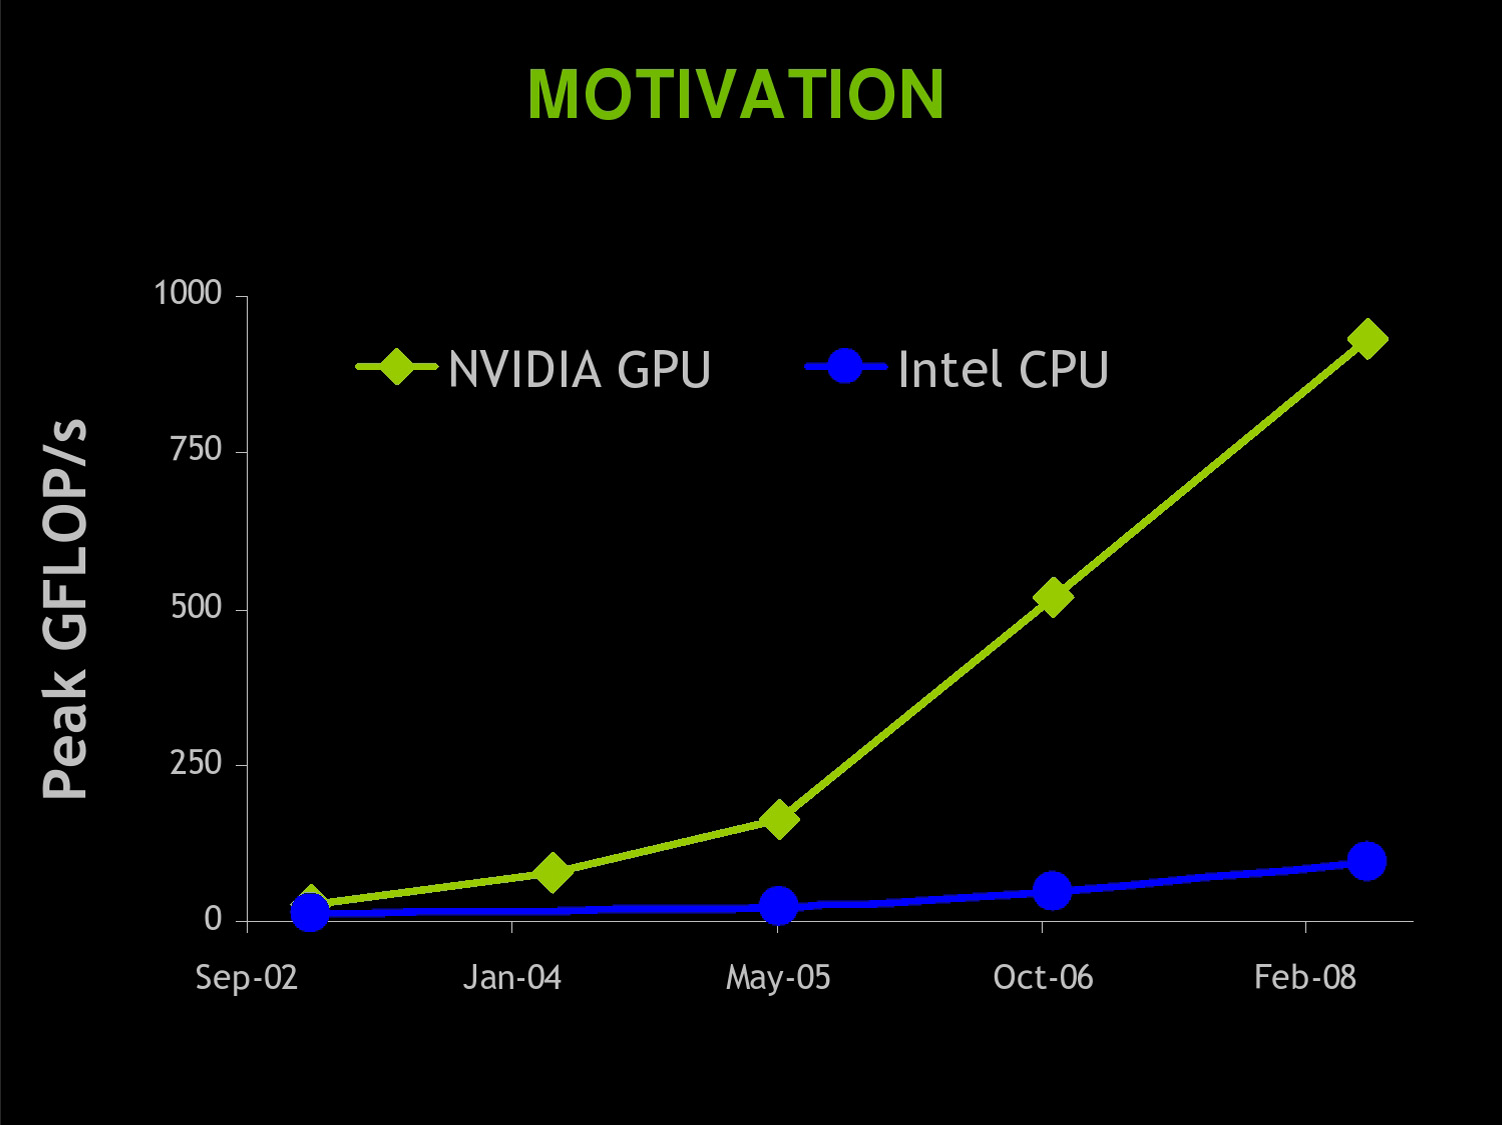 MOTIVATION
1000
NVIDIA GPU
Intel CPU
750
Peak GFLOP/s
500
250
0
Sep-02
Jan-04
May-05
Oct-06
Feb-08